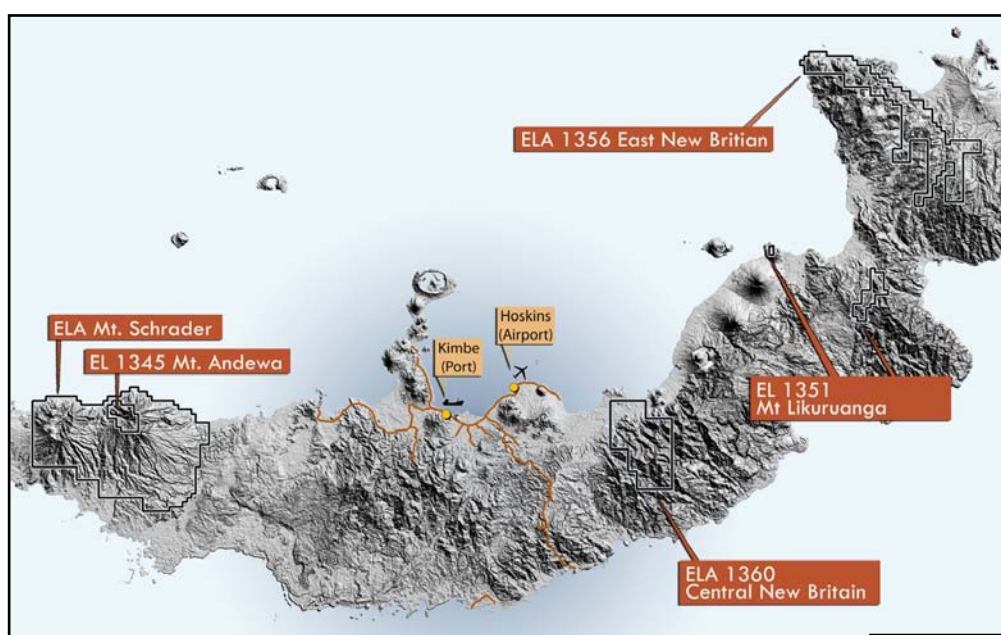 ELA 1356 East New Britian
ELA Mt. Schrader
EL 1345 Mt. Andewa
Kimbe
(Port)
Hoskins
(Airport)
EL 1351
Mt Likuruanga
ELA 1360
Central New Britain